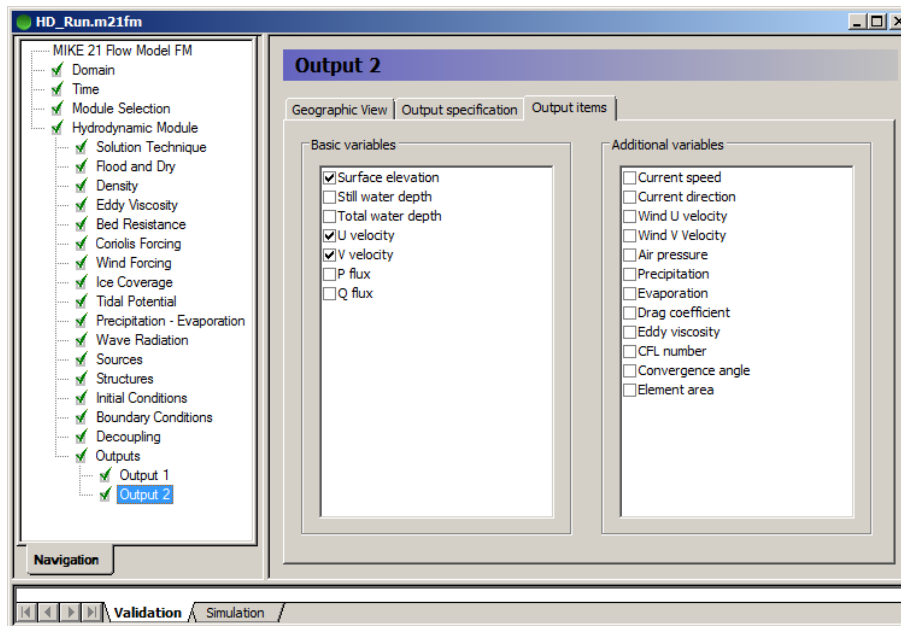 HD_Run.m21fm
MIKE 21 Flow Model FM
Domain
Time
Module Selection
Hydrodynamic Module
Solution Technique
Flood and Dry
Density
Eddy Viscosity
Bed Resistance
Coriolis Forcing
Wind Forcing
Ice Coverage
Tidal Potential
Precipitation - Evaporation
Wave Radiation
Sources
Structures
Initial Conditions
Boundary Conditions
Decoupling
Outputs
Output 1
Output 2
Navigation
Output 2
Geographic View Output specification Output items
Basic variables
Surface elevation
Still water depth
Total water depth
U velocity
V velocity
P flux
Q flux
Additional variables
Current speed
Current direction
Wind U velocity
Wind V Velocity
Air pressure
Precipitation
Evaporation
Drag coefficient
Eddy viscosity
CFL number
Convergence angle
Element area
Validation Simulation